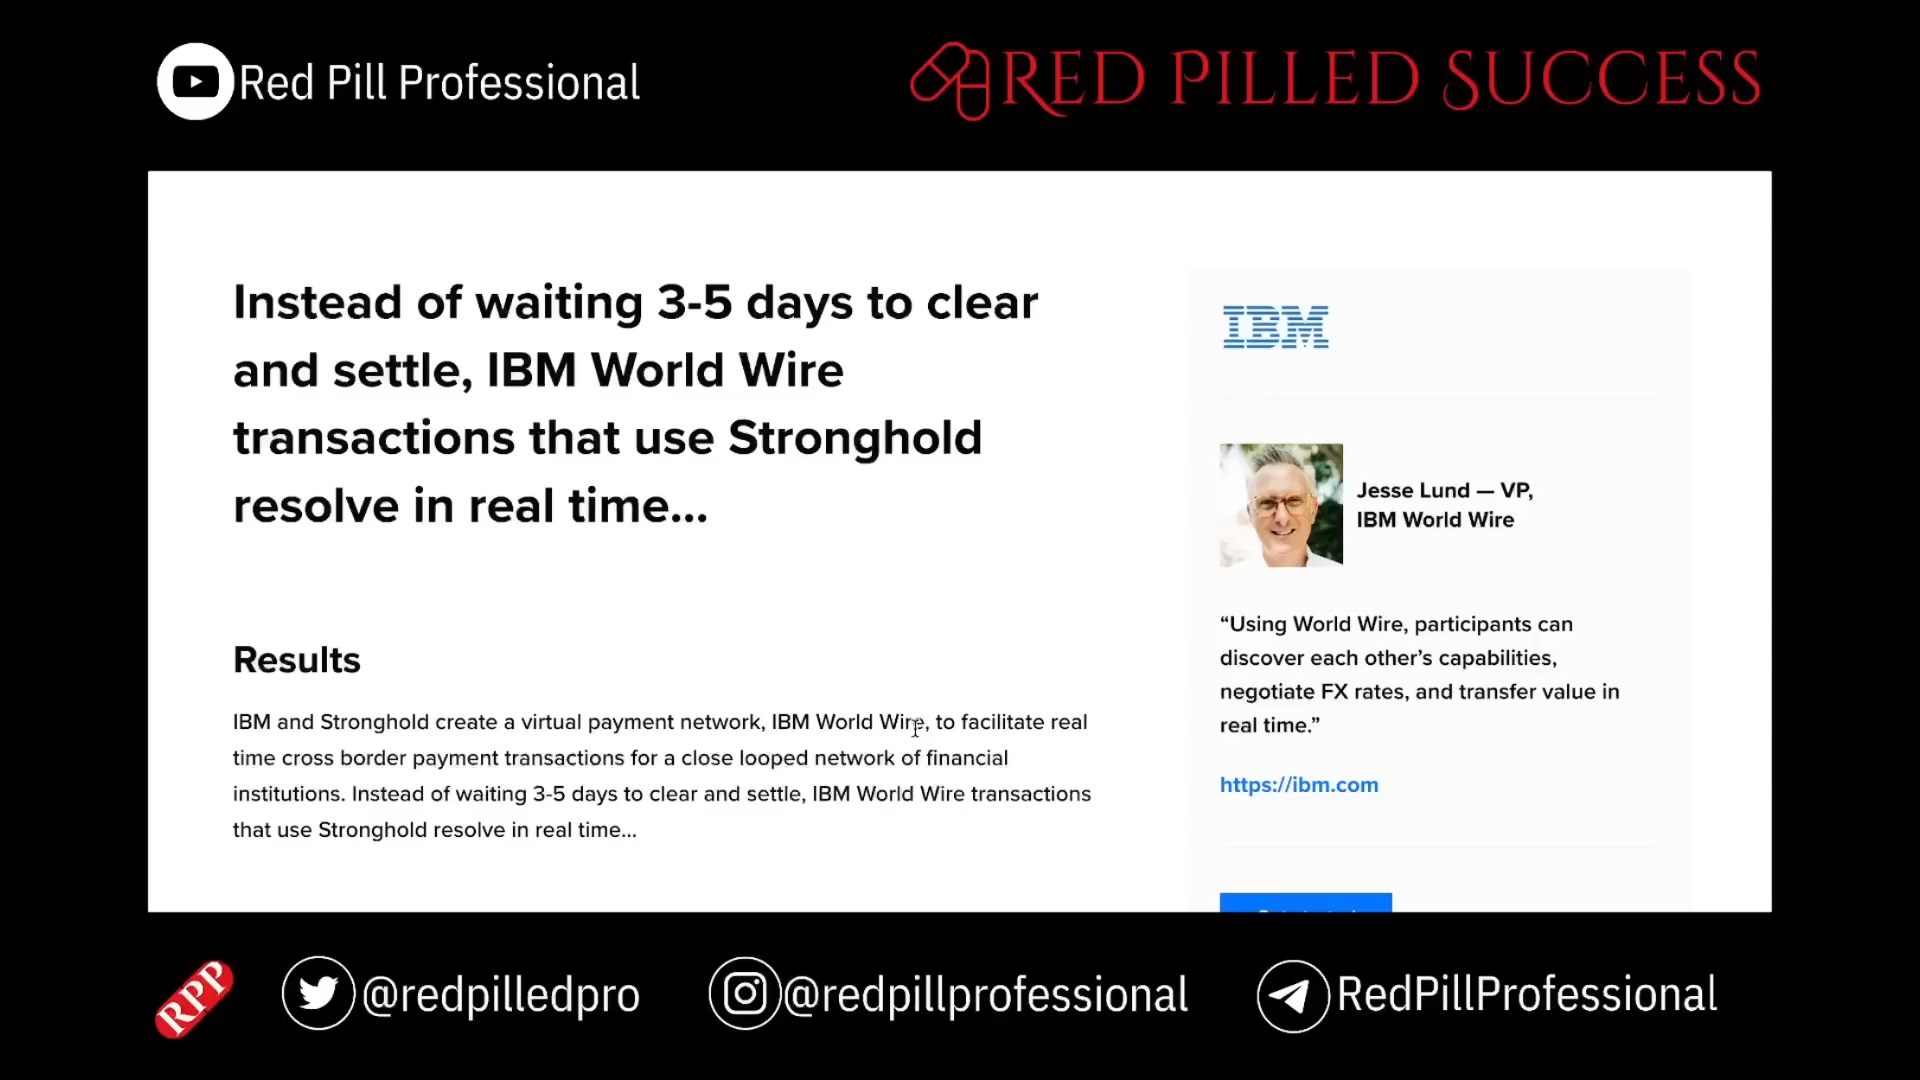 Red Pill Professional
RED PILLED SUCCESS
Instead of waiting 3-5 days to clear
and settle, IBM World Wire
transactions that use Stronghold
resolve in real time...
Results
IBM and Stronghold create a virtual payment network, IBM World Wire, to facilitate real
time cross border payment transactions for a close looped network of financial
institutions. Instead of waiting 3-5 days to clear and settle, IBM World Wire transactions
that use Stronghold resolve in real time...
IBM
Jesse Lund — VP,
IBM World Wire
“Using World Wire, participants can
discover each other’s capabilities,
negotiate FX rates, and transfer value in
real time.”
https://ibm.com
RPP
@redpilledpro
@redpillprofessional
RedPillProfessional